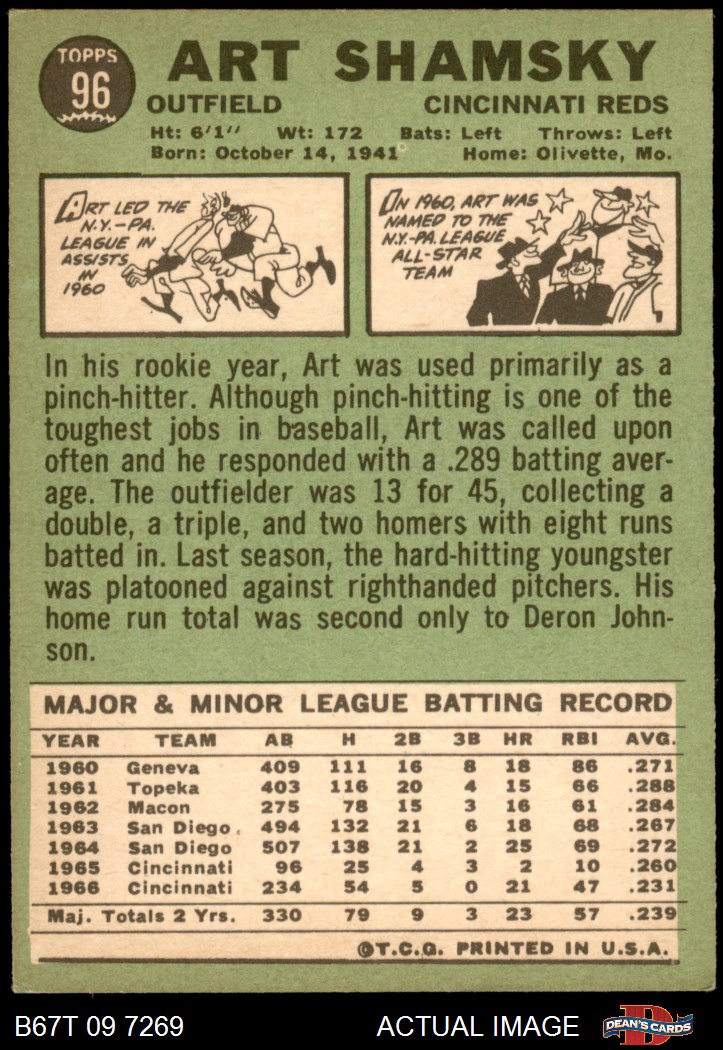 TOPPS
96
ART SHAMSKY
OUTFIELD CINCINNATI REDS
Ht: 6'1'' Wt: 172 Bats: Left Throws: Left
Born: October 14, 1941 Home: Olivette, Mo.
ART LED THE
N.Y.-PA.
LEAGUE IN
ASSISTS
IN
1960
IN 1960, ART WAS
NAMED TO THE
N.Y.-PA. LEAGUE
ALL-STAR
TEAM
In his rookie year, Art was used primarily as a
pinch-hitter. Although pinch-hitting is one of the
toughest jobs in baseball, Art was called upon
often and he responded with a .289 batting aver-
age. The outfielder was 13 for 45, collecting a
double, a triple, and two homers with eight runs
batted in. Last season, the hard-hitting youngster
was platooned against righthanded pitchers. His
home run total was second only to Deron John-
son.
MAJOR & MINOR LEAGUE BATTING RECORD
YEAR TEAM AB H 2B 3B HR RBI AVG.
1960 Geneva 409 111 16 8 18 86 .271
1961 Topeka 403 116 20 4 15 66 .288
1962 Macon 275 78 15 3 16 61 .284
1963 San Diego 494 132 21 6 18 68 .267
1964 San Diego 507 138 21 2 25 69 .272
1965 Cincinnati 96 25 4 3 2 10 .260
1966 Cincinnati 234 54 5 0 21 47 .231
Maj. Totals 2 Yrs. 330 79 9 3 23 57 .239
©T.C.G. PRINTED IN U.S.A.
B67T 09 7269 ACTUAL IMAGE D DEAN'S CARDS